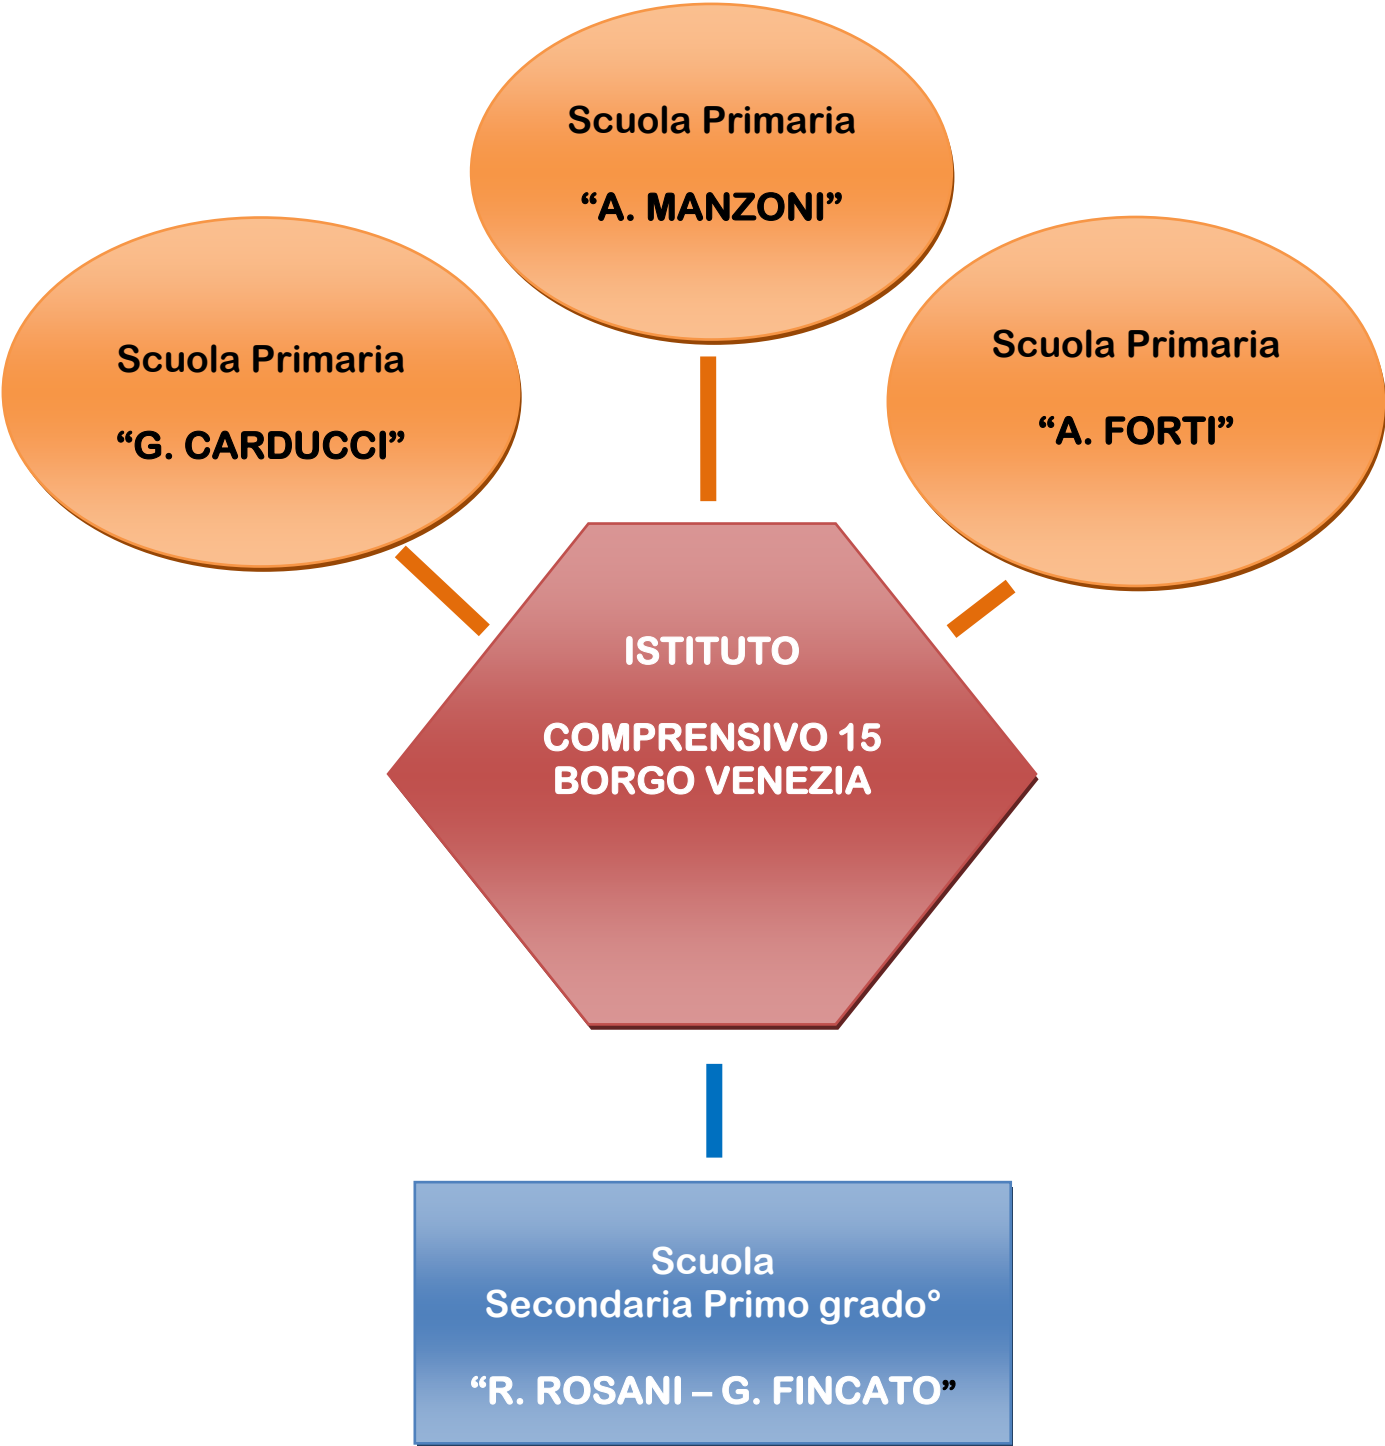 Scuola Primaria
“A. MANZONI”
Scuola Primaria
“G. CARDUCCI”
Scuola Primaria
“A. FORTI”
ISTITUTO
COMPRENSIVO 15
BORGO VENEZIA
Scuola
Secondaria Primo grado°
“R. ROSANI – G. FINCATO”